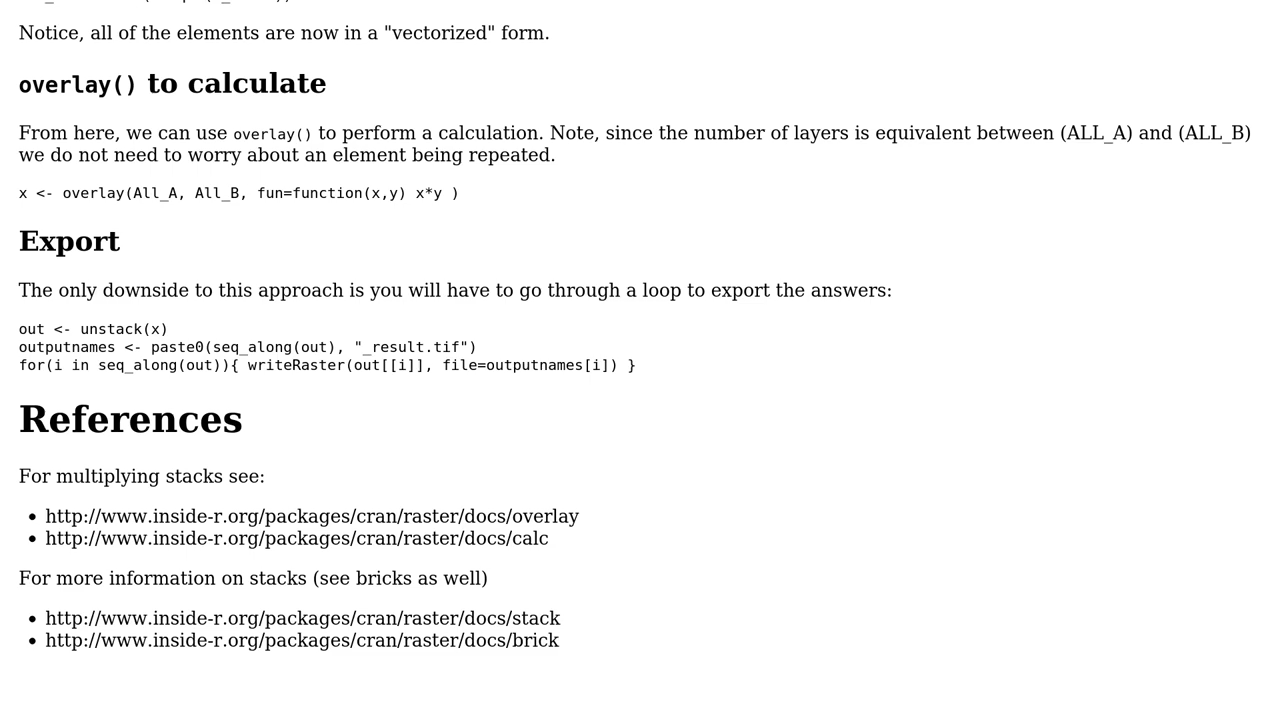 Notice, all of the elements are now in a "vectorized" form.
overlay() to calculate
From here, we can use overlay() to perform a calculation. Note, since the number of layers is equivalent between (ALL_A) and (ALL_B)
we do not need to worry about an element being repeated.
x <- overlay(All_A, All_B, fun=function(x,y) x*y )
Export
The only downside to this approach is you will have to go through a loop to export the answers:
out <- unstack(x)
outputnames <- paste0(seq_along(out), "_result.tif")
for(i in seq_along(out)){ writeRaster(out[[i]], file=outputnames[i]) }
References
For multiplying stacks see:
• http://www.inside-r.org/packages/cran/raster/docs/overlay
• http://www.inside-r.org/packages/cran/raster/docs/calc
For more information on stacks (see bricks as well)
• http://www.inside-r.org/packages/cran/raster/docs/stack
• http://www.inside-r.org/packages/cran/raster/docs/brick